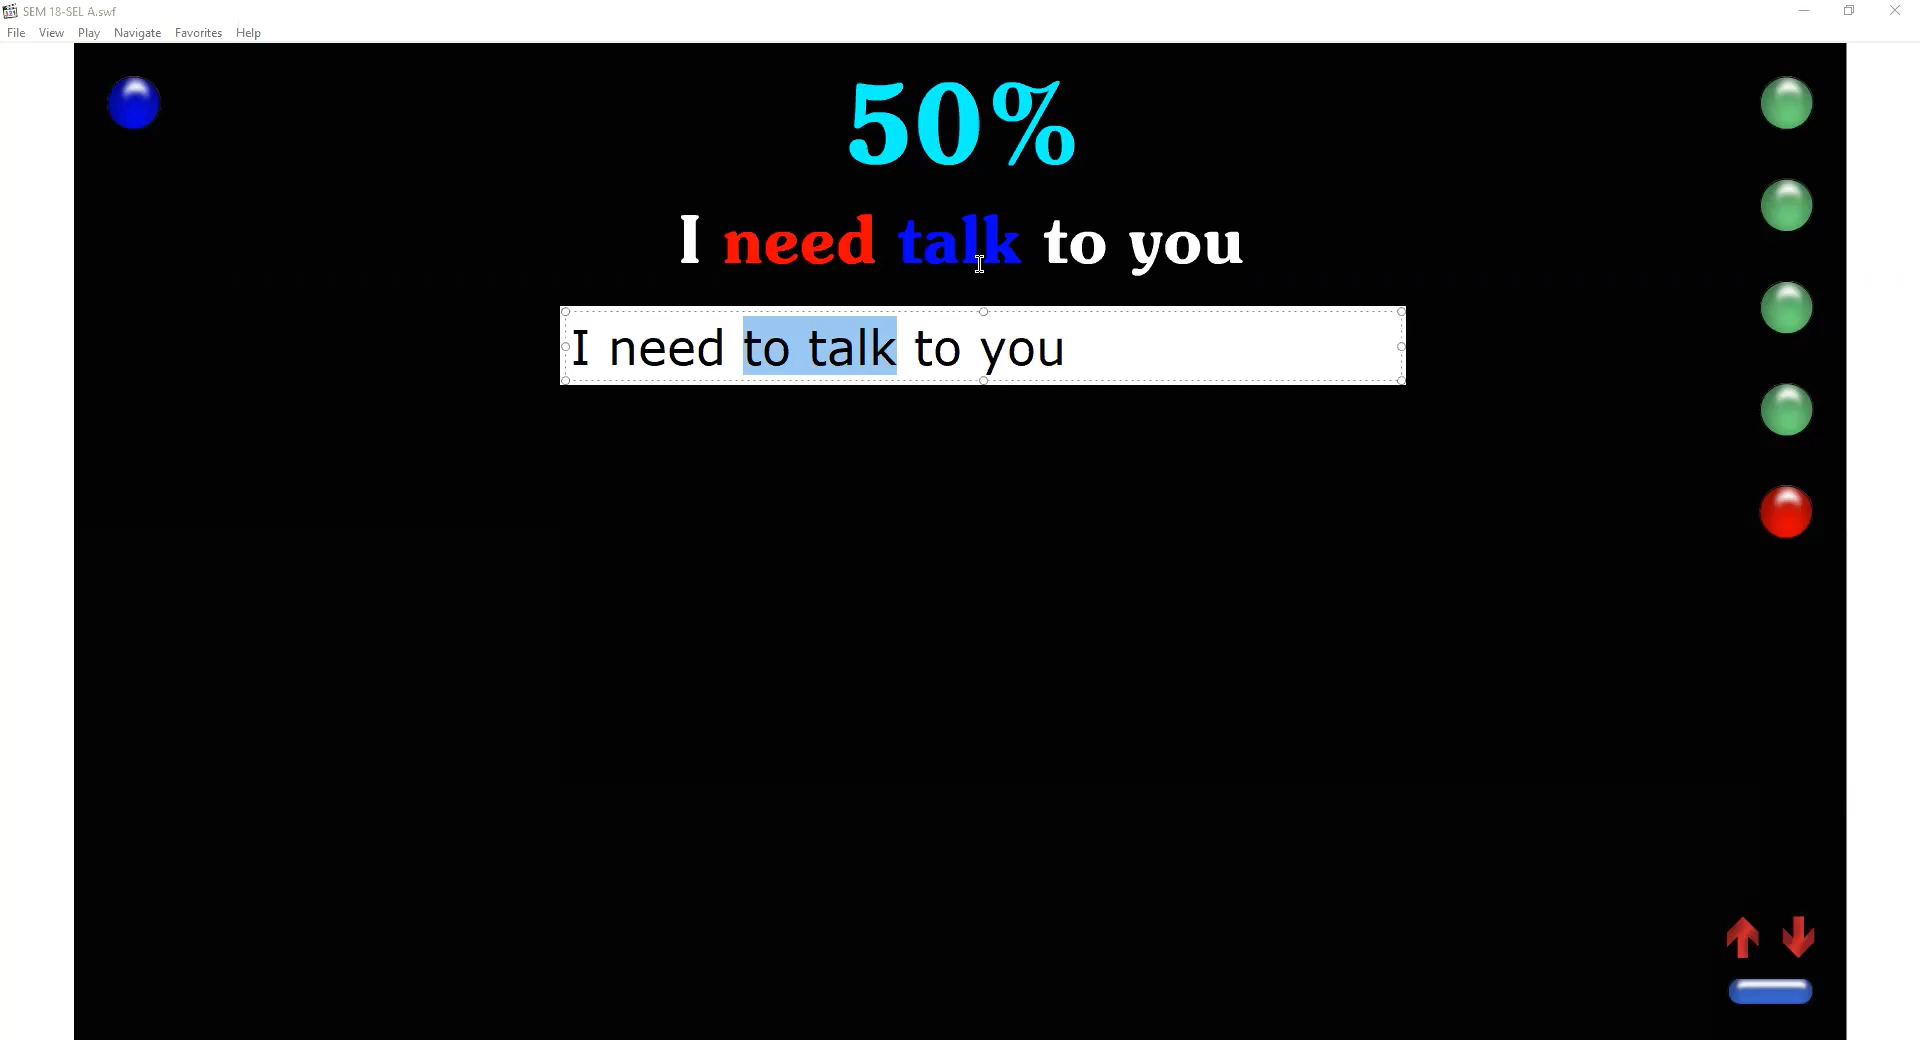 SEM 18-SEL A.swf
File View Play Navigate Favorites Help
50%
I need talk to you
I need to talk to you